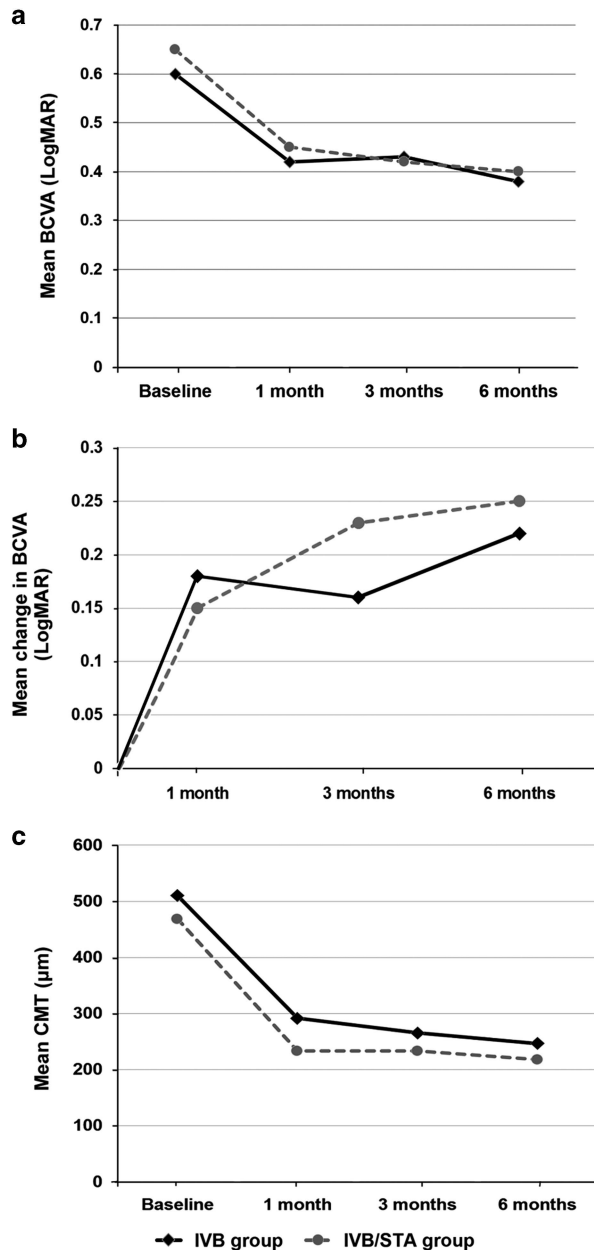 a
0.7
0.6
0.5
0.4
0.3
0.2
0.1
0
Mean BCVA (LogMAR)
Baseline 1 month 3 months 6 months
b
0.3
0.25
0.2
0.15
0.1
0.05
0
Mean change in BCVA
(LogMAR)
1 month 3 months 6 months
c
600
500
400
300
200
100
0
Mean CMT (µm)
Baseline 1 month 3 months 6 months
IVB group IVB/STA group